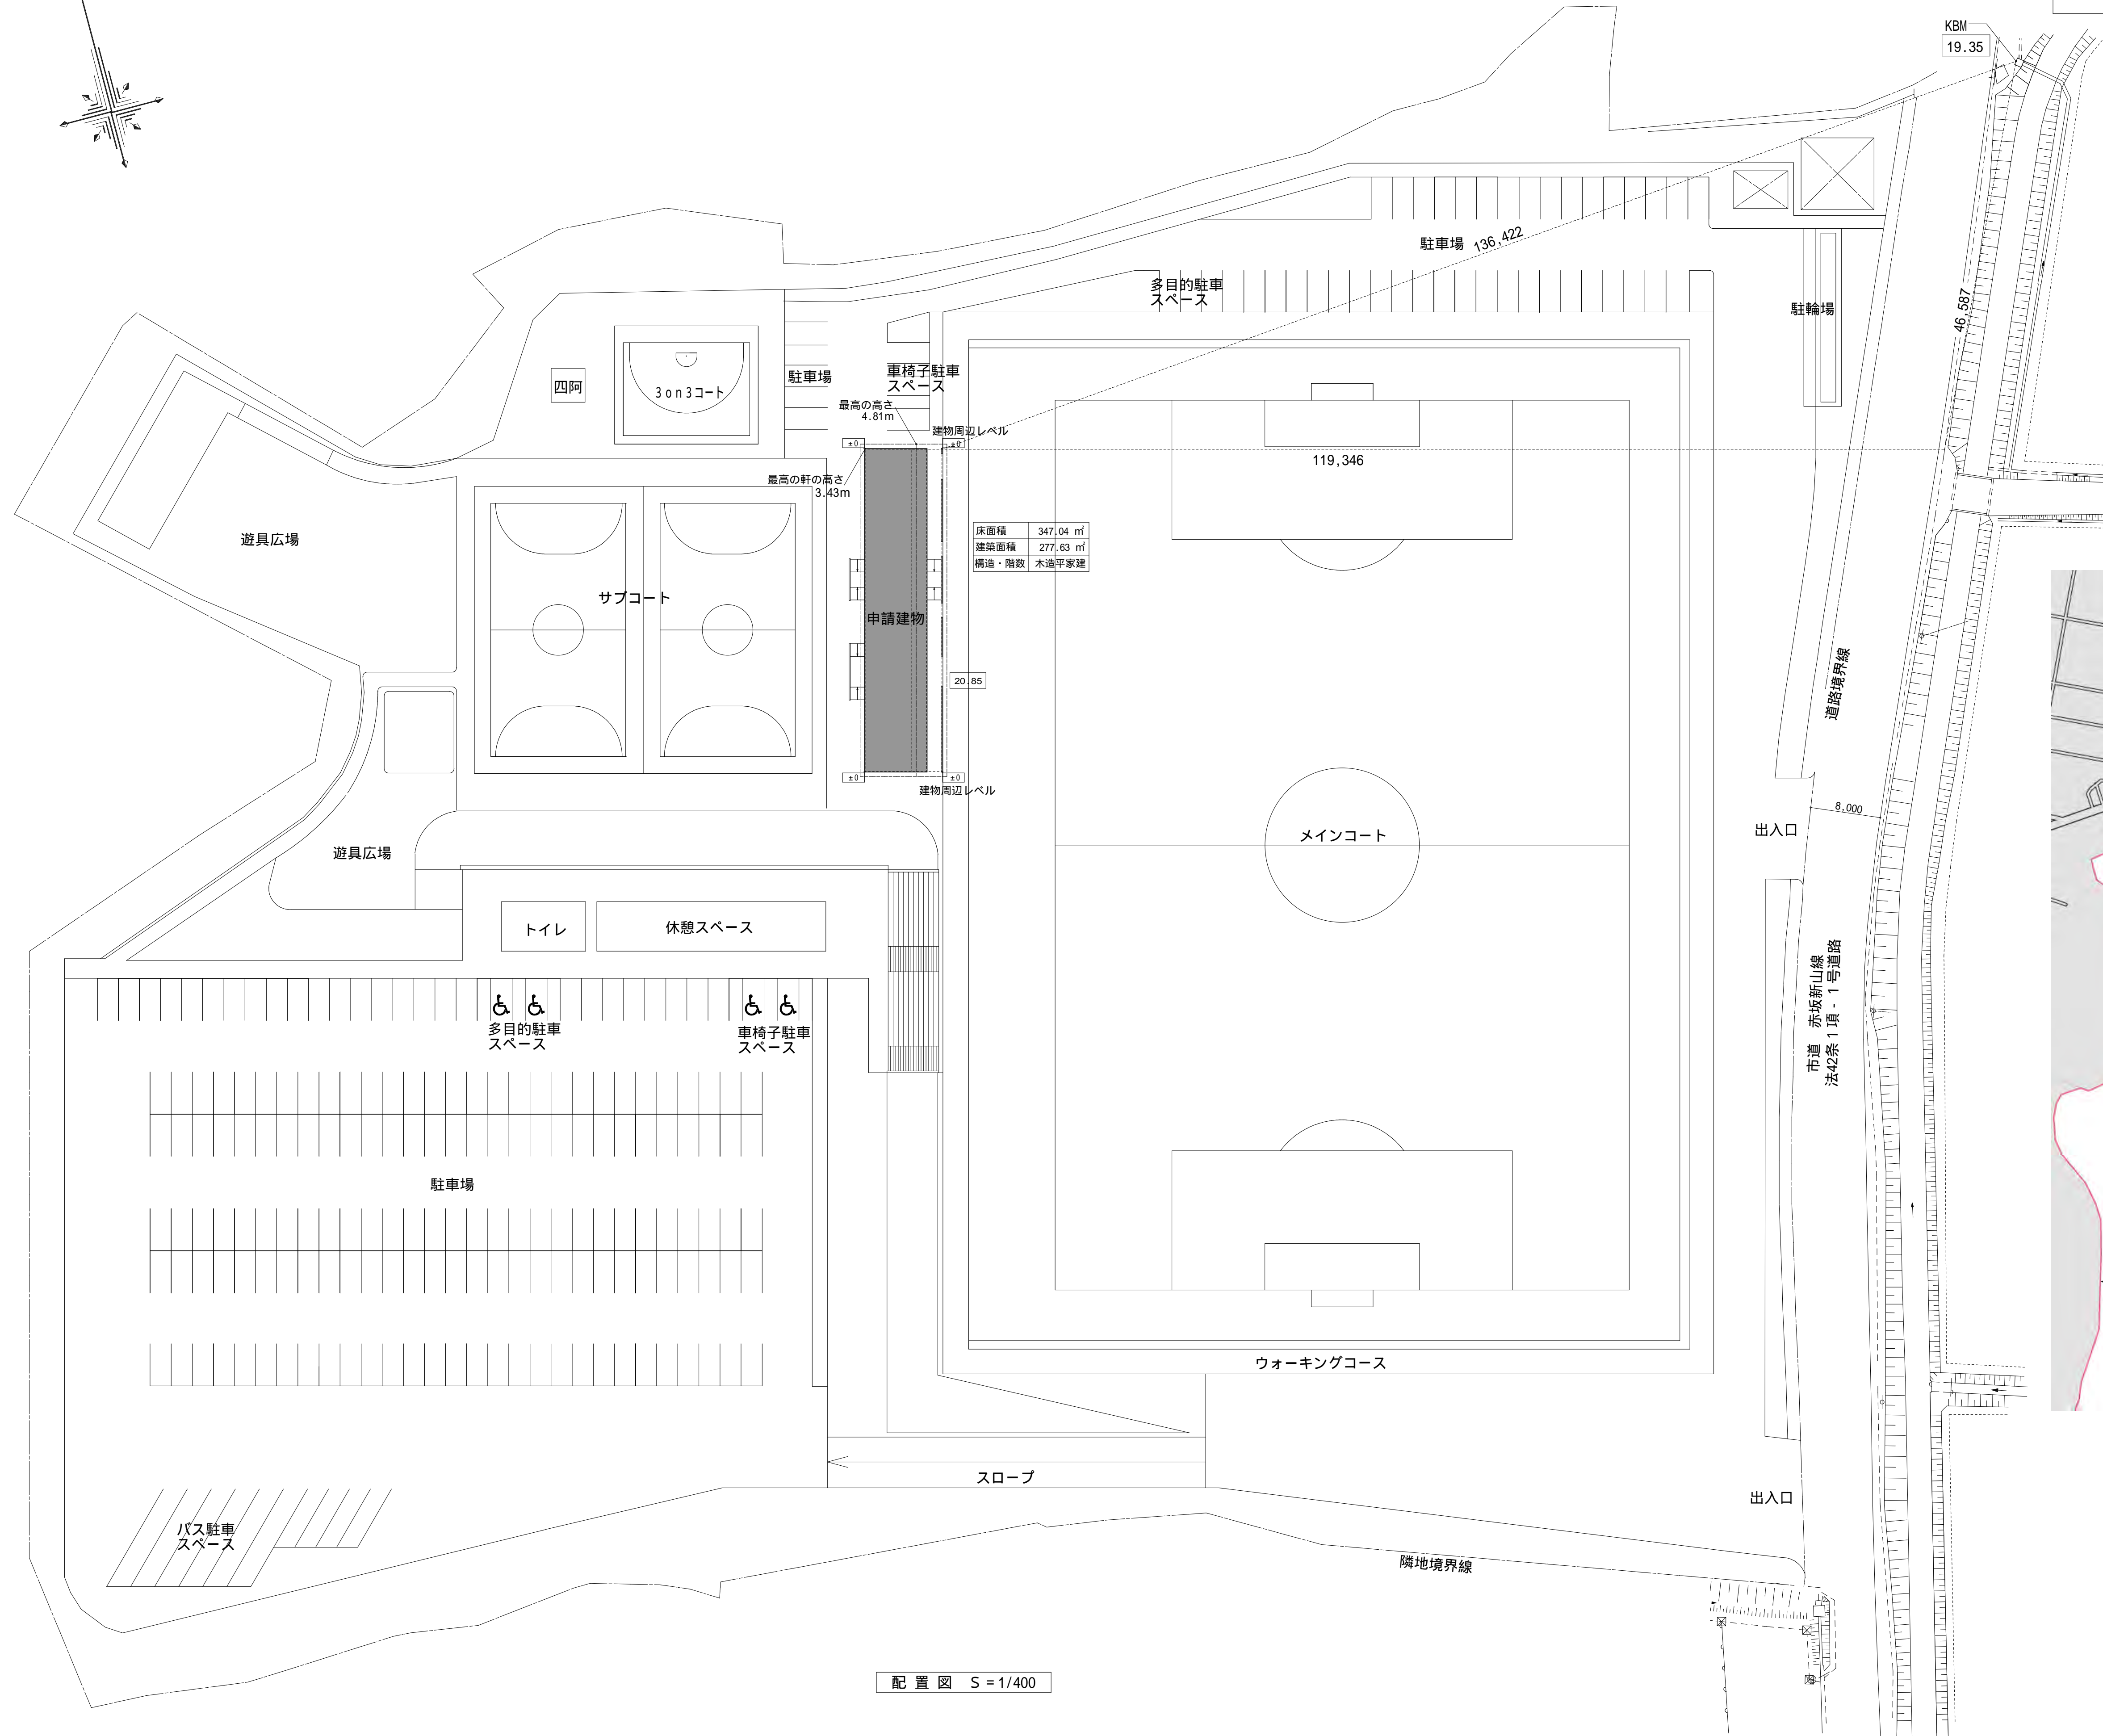 KBM
19.35
136,422
駐車場
多目的駐車
スペース
駐輪場
46,587
四阿
3on3コート
駐車場
車椅子駐車
スペース
最高の高さ
4.81m
建物周辺レベル
±0
±0
119,346
最高の軒の高さ
3.43m
遊具広場
床面積 347.04 ㎡
建築面積 277.63 ㎡
構造・階数 木造平家建
サブコート
申請建物
20.85
道路境界線
±0
±0
建物周辺レベル
8,000
出入口
メインコート
遊具広場
トイレ
休憩スペース
市道 赤坂新山線
法42条1項-1号道路
多目的駐車
スペース
車椅子駐車
スペース
駐車場
ウォーキングコース
スロープ
出入口
バス駐車
スペース
隣地境界線
配置図 S=1/400